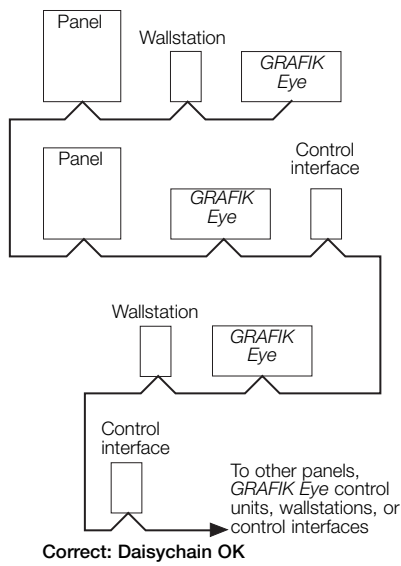 Panel
Wallstation
GRAFIK
Eye
Panel
GRAFIK
Eye
Control
interface
Wallstation
GRAFIK
Eye
Control
interface
To other panels,
GRAFIK Eye control
units, wallstations, or
control interfaces
Correct: Daisychain OK